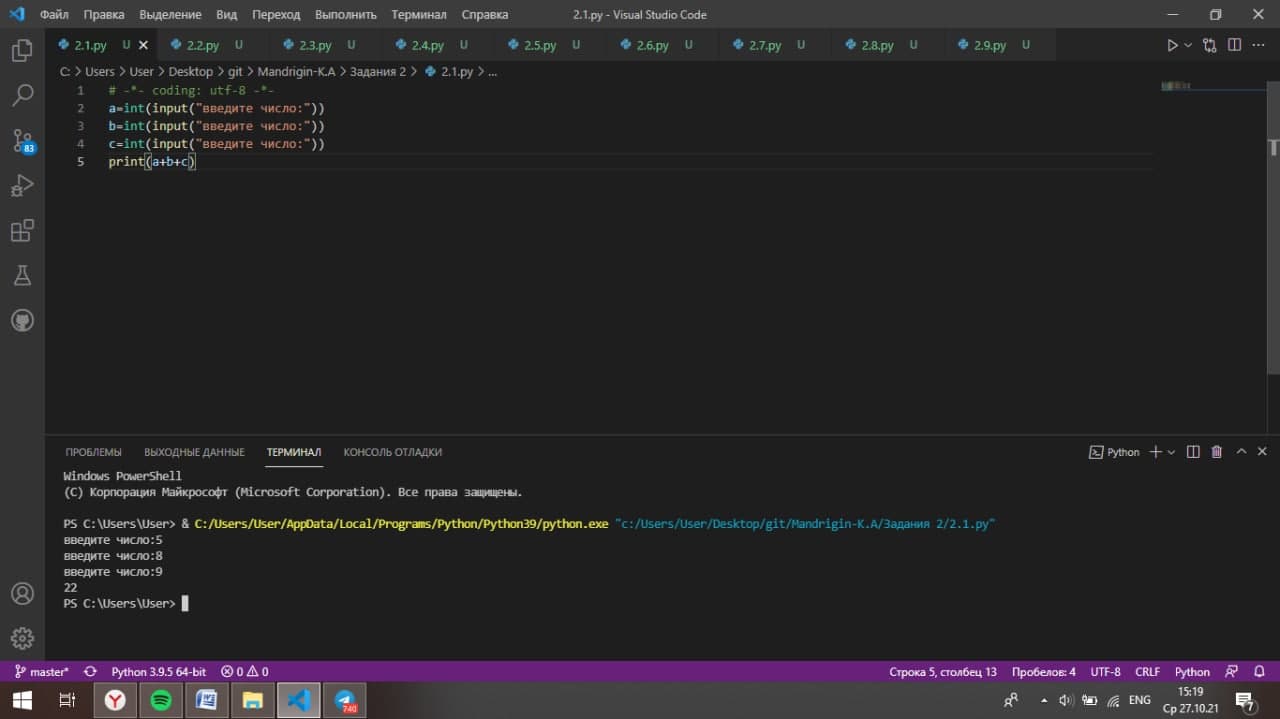 Файл Правка Выделение Вид Переход Выполнить Терминал Справка 2.1.py - Visual Studio Code
2.1.py U 2.2.py U 2.3.py U 2.4.py U 2.5.py U 2.6.py U 2.7.py U 2.8.py U 2.9.py U
C: > Users > User > Desktop > git > Mandrigin-K.A > Задания 2 > 2.1.py > ...
1 # -*- coding: utf-8 -*-
2 a=int(input("введите число:"))
3 b=int(input("введите число:"))
4 c=int(input("введите число:"))
5 print(a+b+c)
83
ПРОБЛЕМЫ ВЫХОДНЫЕ ДАННЫЕ ТЕРМИНАЛ КОНСОЛЬ ОТЛАДКИ Python
Windows PowerShell
(C) Корпорация Майкрософт (Microsoft Corporation). Все права защищены.
PS C:\Users\User> & C:/Users/User/AppData/Local/Programs/Python/Python39/python.exe "c:/Users/User/Desktop/git/Mandrigin-K.A/Задания 2/2.1.py"
введите число:5
введите число:8
введите число:9
22
PS C:\Users\User>
master* Python 3.9.5 64-bit 0 0 Строка 5, столбец 13 Пробелов: 4 UTF-8 CRLF Python
740 ENG 15:19
Ср 27.10.21 7